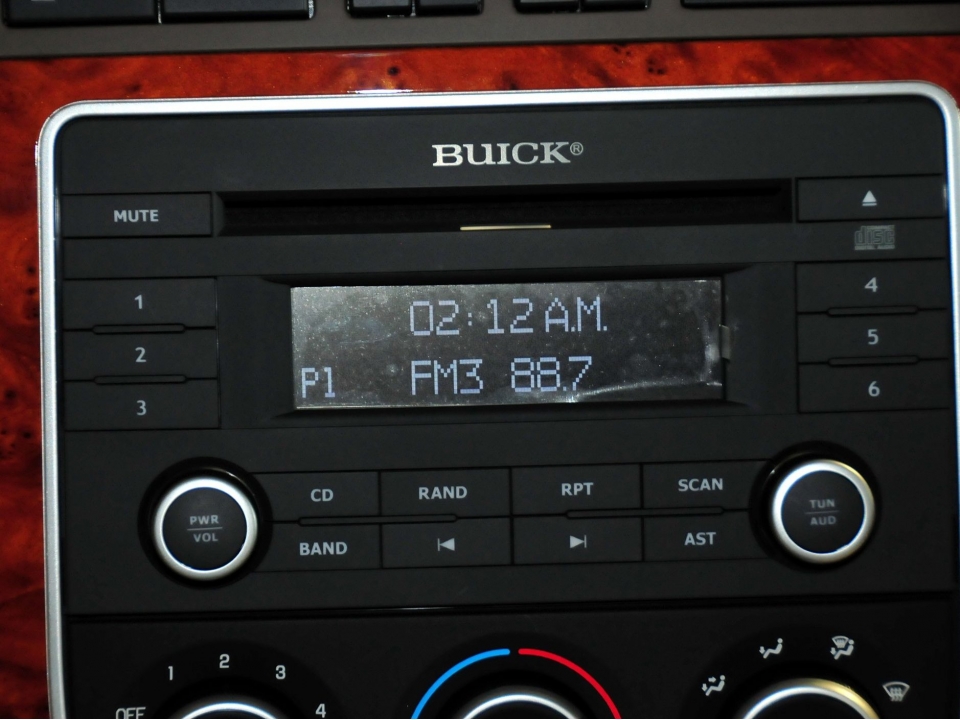 BUICK®
MUTE
disc
1
2
3
02:12 A.M.
P1 FM3 88.7
4
5
6
PWR
VOL
CD RAND RPT SCAN
BAND AST
TUN
AUD
OFF 1 2 3 4